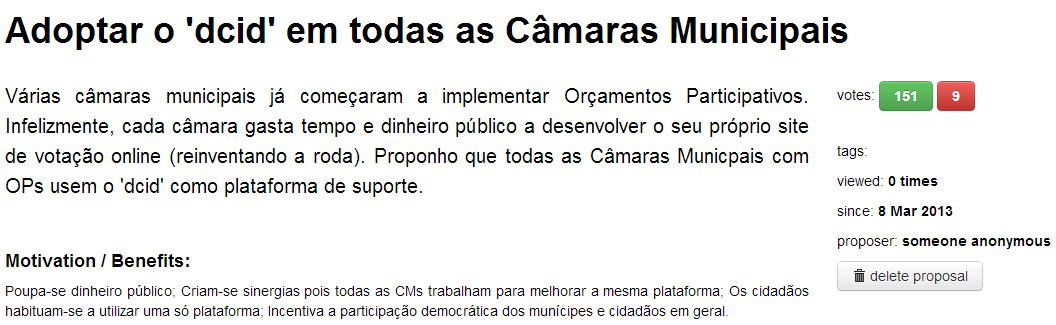 Adoptar o 'dcid' em todas as Câmaras Municipais
Várias câmaras municipais já começaram a implementar Orçamentos Participativos.
Infelizmente, cada câmara gasta tempo e dinheiro público a desenvolver o seu próprio site
de votação online (reinventando a roda). Proponho que todas as Câmaras Municpais com
OPs usem o 'dcid' como plataforma de suporte.
Motivation / Benefits:
Poupa-se dinheiro público; Criam-se sinergias pois todas as CMs trabalham para melhorar a mesma plataforma; Os cidadãos
habituam-se a utilizar uma só plataforma; Incentiva a participação democrática dos munícipes e cidadãos em geral.
votes: 151 9
tags:
viewed: 0 times
since: 8 Mar 2013
proposer: someone anonymous
delete proposal